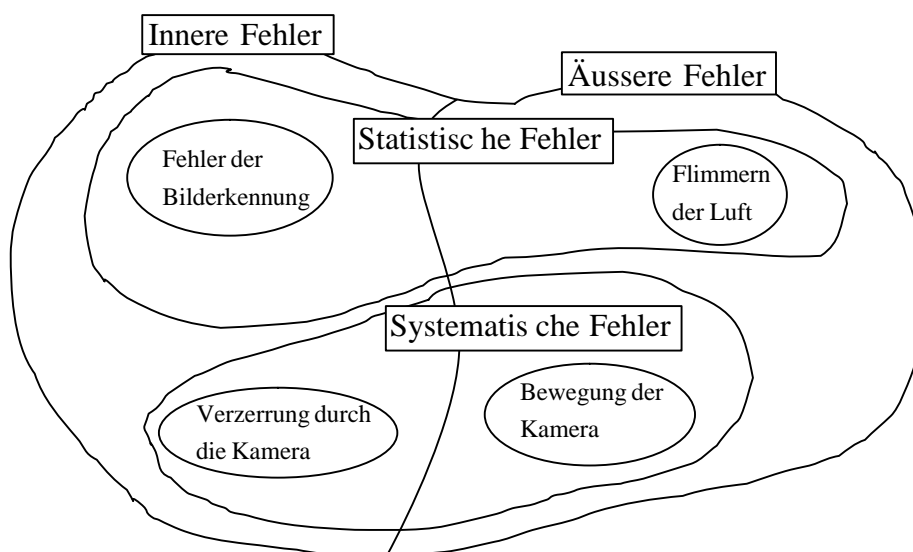 Innere Fehler
Äussere Fehler
Statistisc he Fehler
Fehler der
Bilderkennung
Flimmern
der Luft
Systematis che Fehler
Verzerrung durch
die Kamera
Bewegung der
Kamera